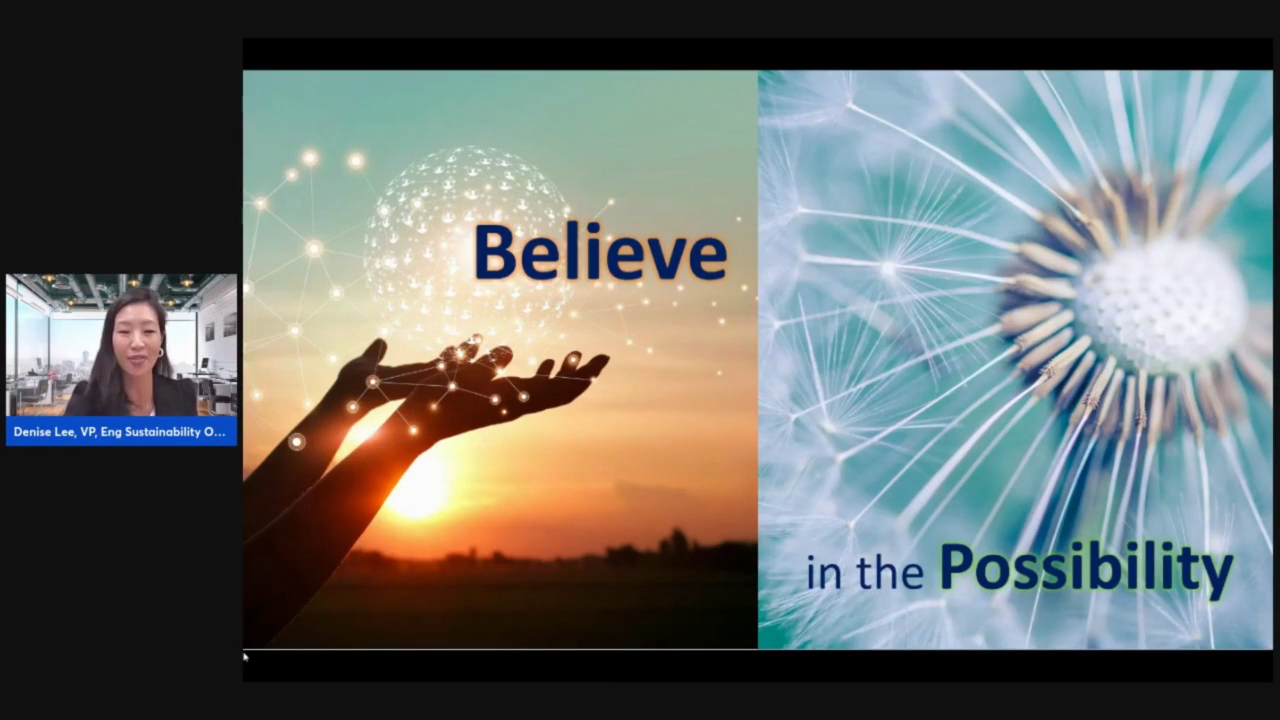 Believe
in the Possibility
Denise Lee, VP, Eng Sustainability O...